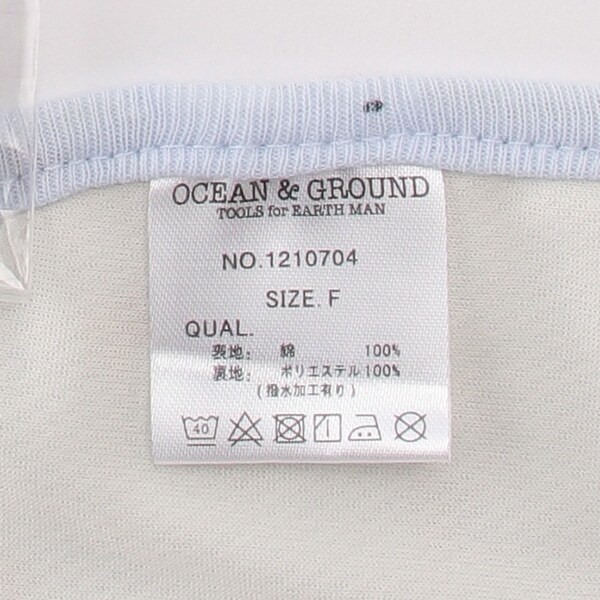 OCEAN & GROUND
TOOLS for EARTH MAN
NO.1210704
SIZE. F
QUAL.
表地: 綿 100%
裏地: ポリエステル 100%
(撥水加工有り)
40